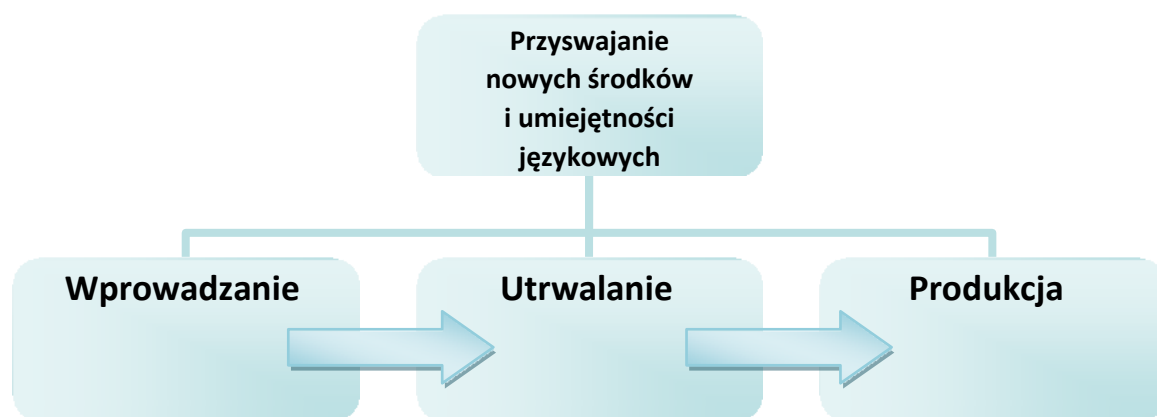 Przyswajanie
nowych środków
i umiejętności
językowych
Wprowadzanie
Utrwalanie
Produkcja